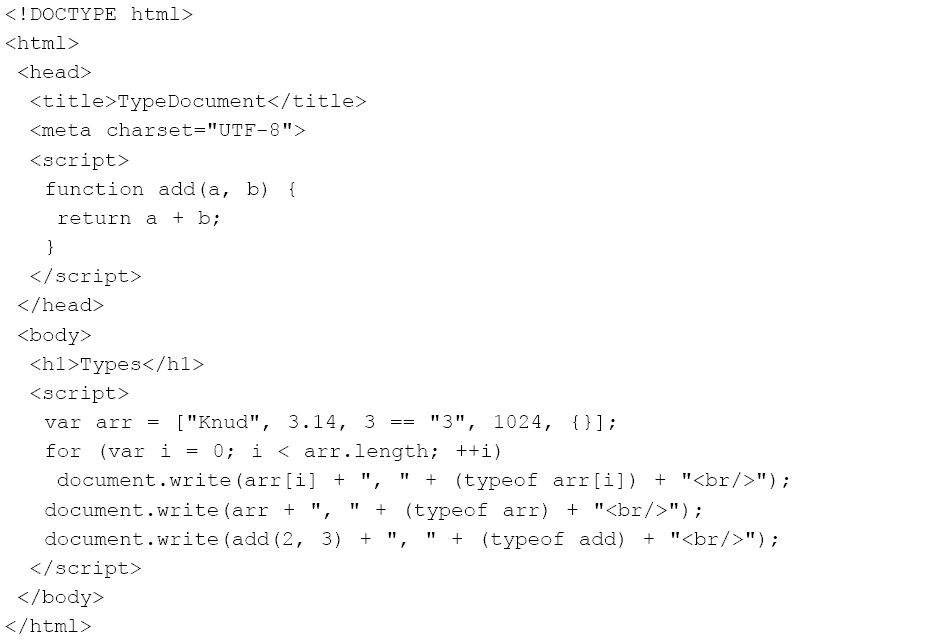 <!DOCTYPE html>
<html>
<head>
<title>TypeDocument</title>
<meta charset="UTF-8">
<script>
function add(a, b) {
return a + b;
}
</script>
</head>
<body>
<h1>Types</h1>
<script>
var arr = ["Knud", 3.14, 3 == "3", 1024, {}];
for (var i = 0; i < arr.length; ++i)
document.write(arr[i] + ", " + (typeof arr[i]) + "<br/>");
document.write(arr + ", " + (typeof arr) + "<br/>");
document.write(add(2, 3) + ", " + (typeof add) + "<br/>");
</script>
</body>
</html>